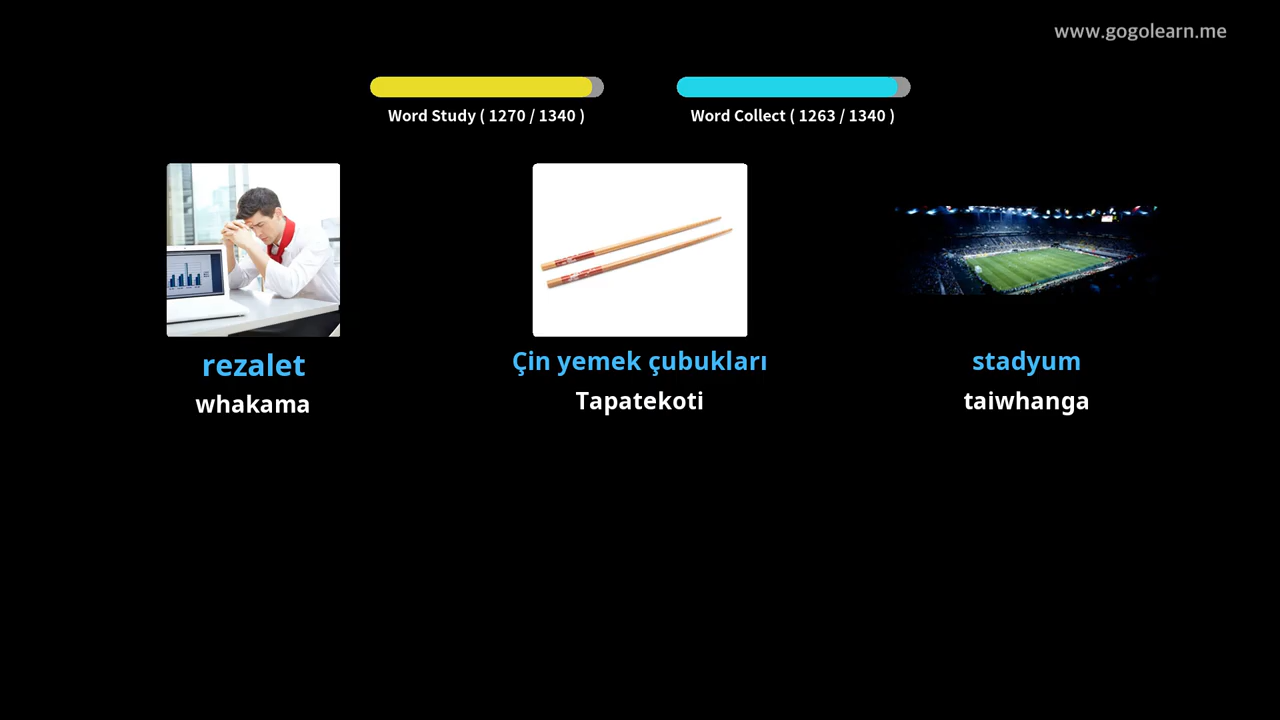 www.gogolearn.me
Word Study ( 1270 / 1340 )
Word Collect ( 1263 / 1340 )
rezalet
whakama
Çin yemek çubukları
Tapatekoti
stadyum
taiwhanga